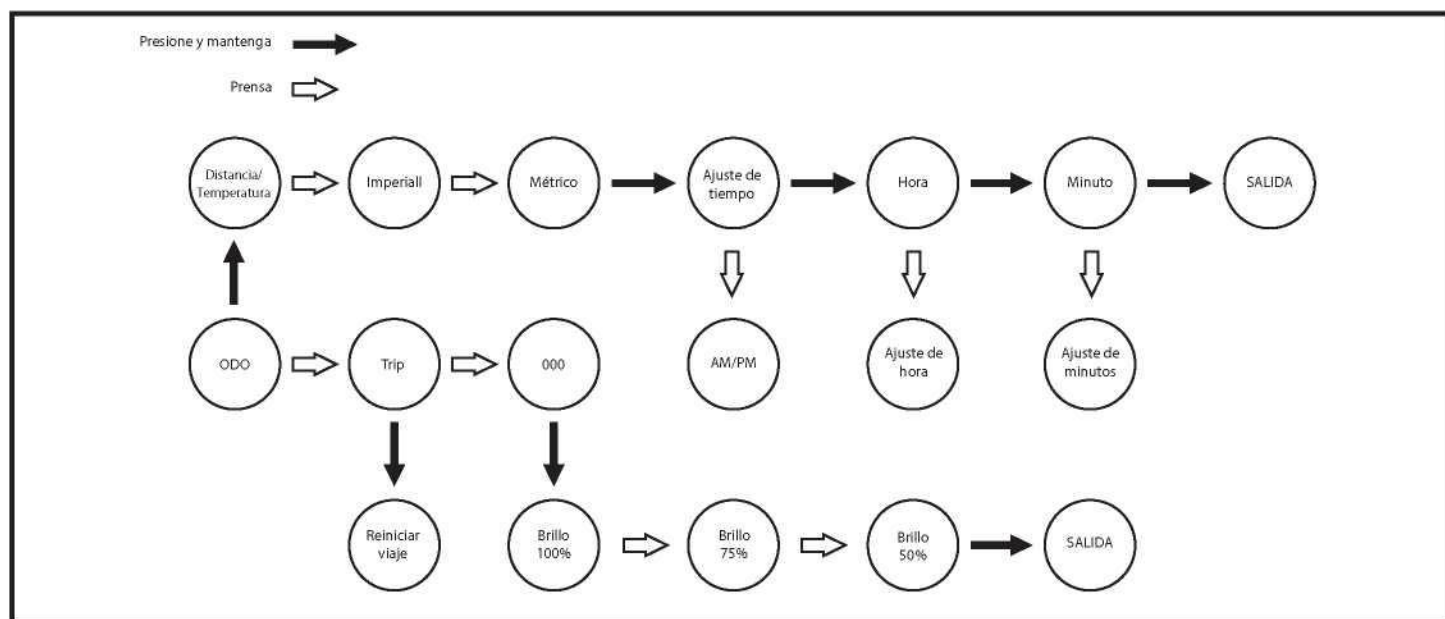 Presione y mantenga
Prensa
Distancia/
Temperatura
Imperiall
Métrico
Ajuste de
tiempo
Hora
Minuto
SALIDA
ODO
Trip
000
AM/PM
Ajuste de
hora
Ajuste de
minutos
Reiniciar
viaje
Brillo
100%
Brillo
75%
Brillo
50%
SALIDA